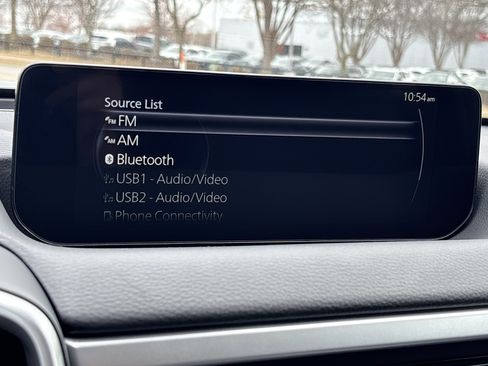 10:54 am
Source List
FM
AM
Bluetooth
USB1 - Audio/Video
USB2 - Audio/Video
Phone Connectivity